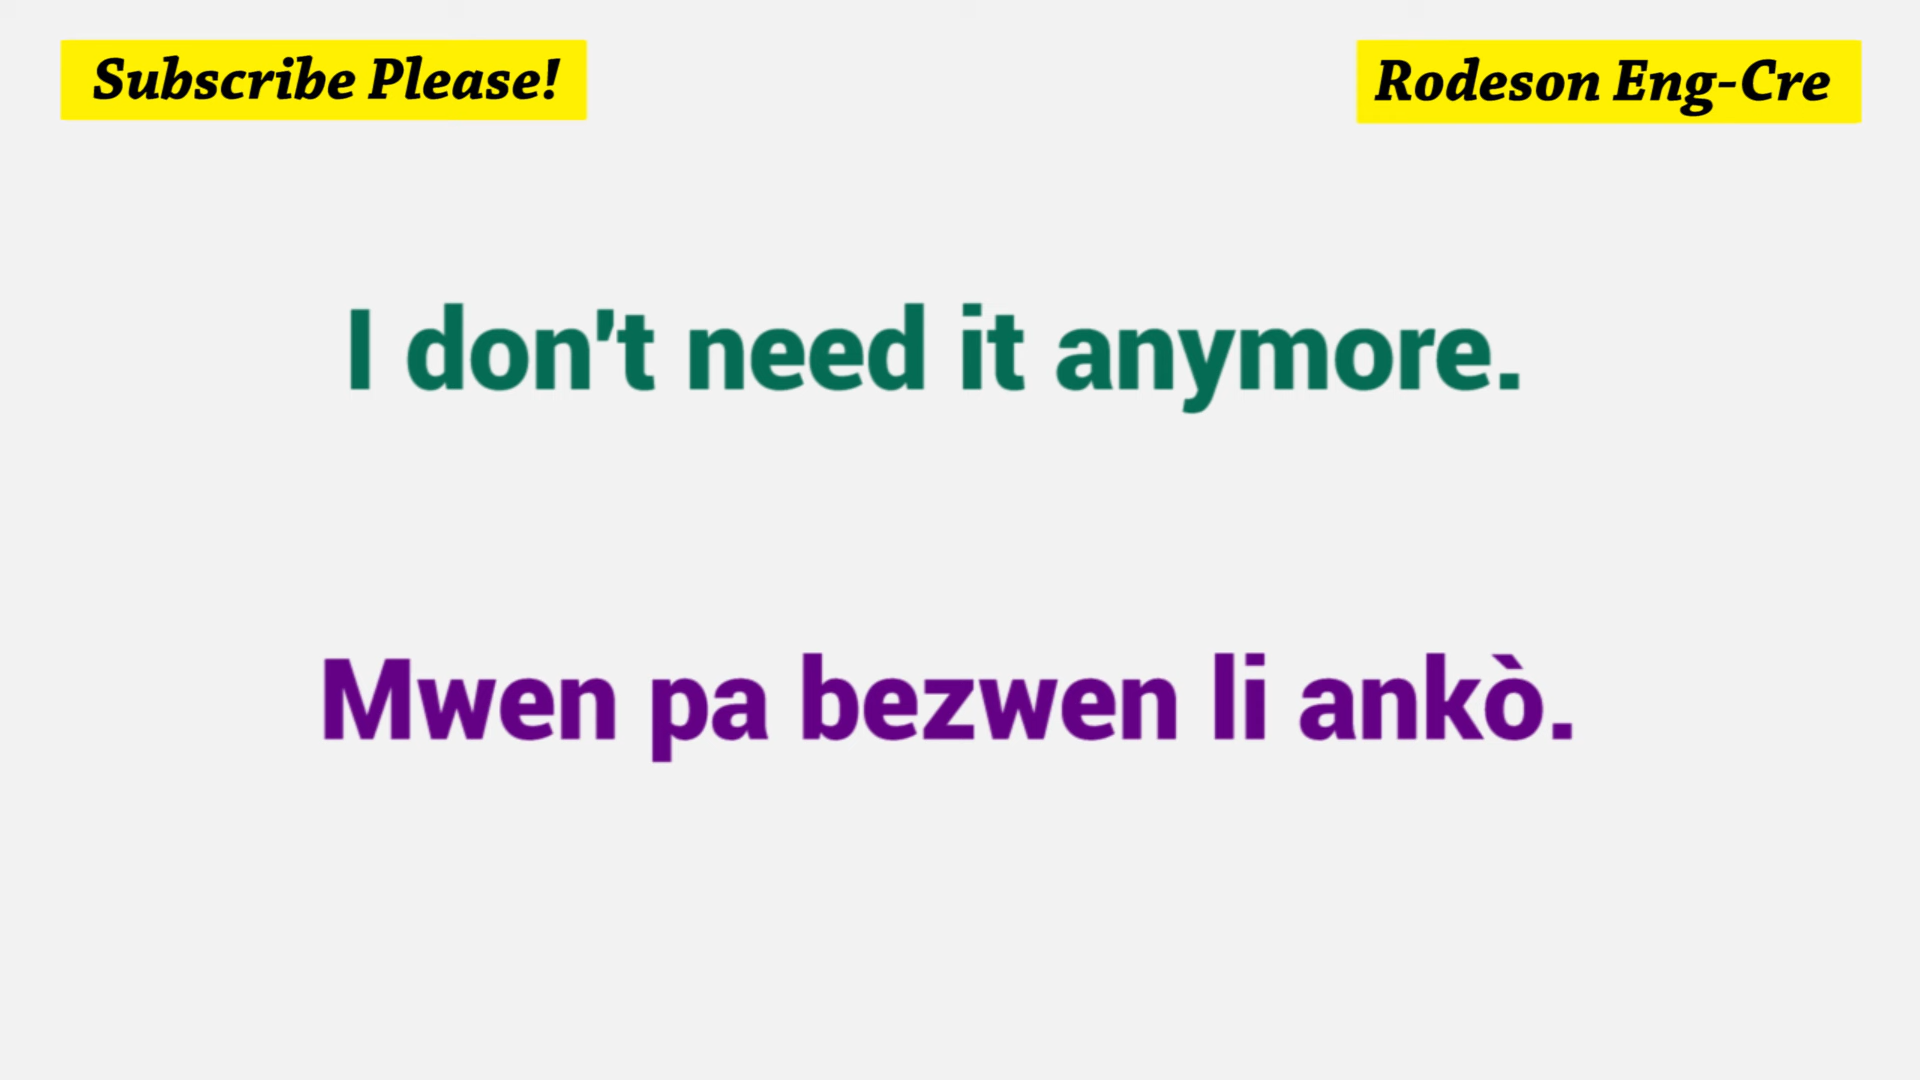 Subscribe Please!
Rodeson Eng-Cre
I don't need it anymore.
Mwen pa bezwen li ankò.